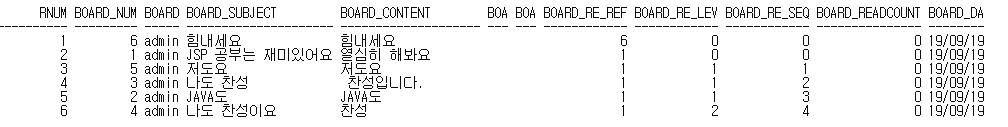 RNUM BOARD_NUM BOARD BOARD_SUBJECT BOARD_CONTENT BOA BOA BOARD_RE_REF BOARD_RE_LEV BOARD_RE_SEQ BOARD_READCOUNT BOARD_DA
---------- ---------- ----- -------------------- -------------------- --- --- ------------ ------------ ------------ --------------- --------
1 6 admin 힘내세요 힘내세요 6 0 0 0 19/09/19
2 1 admin JSP 공부는 재미있어요 열심히 해봐요 1 0 0 0 19/09/19
3 5 admin 저도요 저도요 1 1 1 0 19/09/19
4 3 admin 나도 찬성 찬성입니다. 1 1 2 0 19/09/19
5 2 admin JAVA도 JAVA도 1 1 3 0 19/09/19
6 4 admin 나도 찬성이요 찬성 1 2 4 0 19/09/19